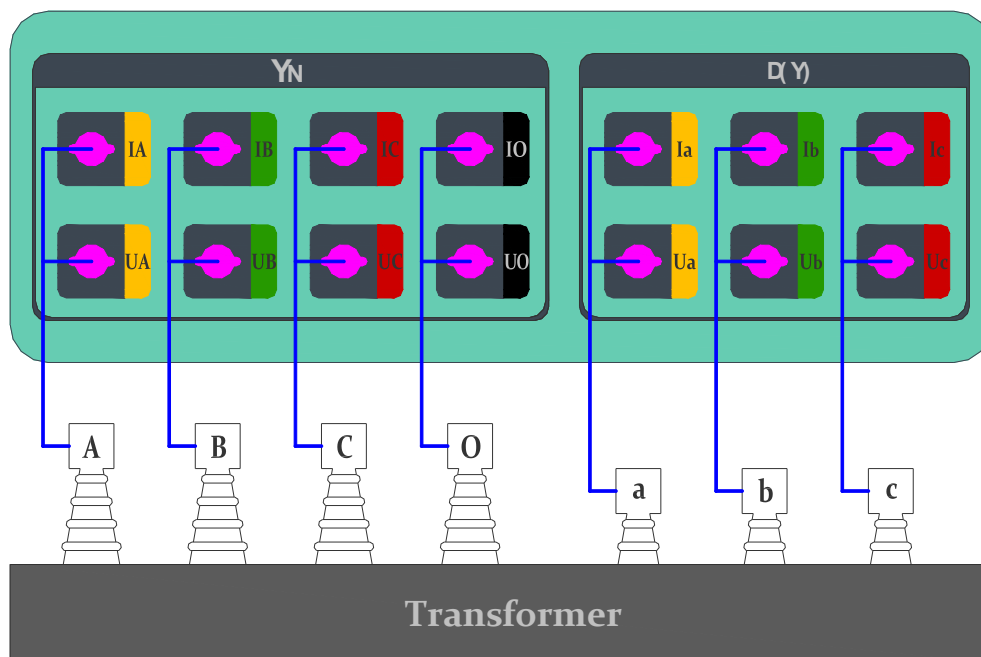 YN
D(Y)
IA IB IC IO
Ia Ib Ic
UA UB UC UO
Ua Ub Uc
A B C O
a b c
Transformer